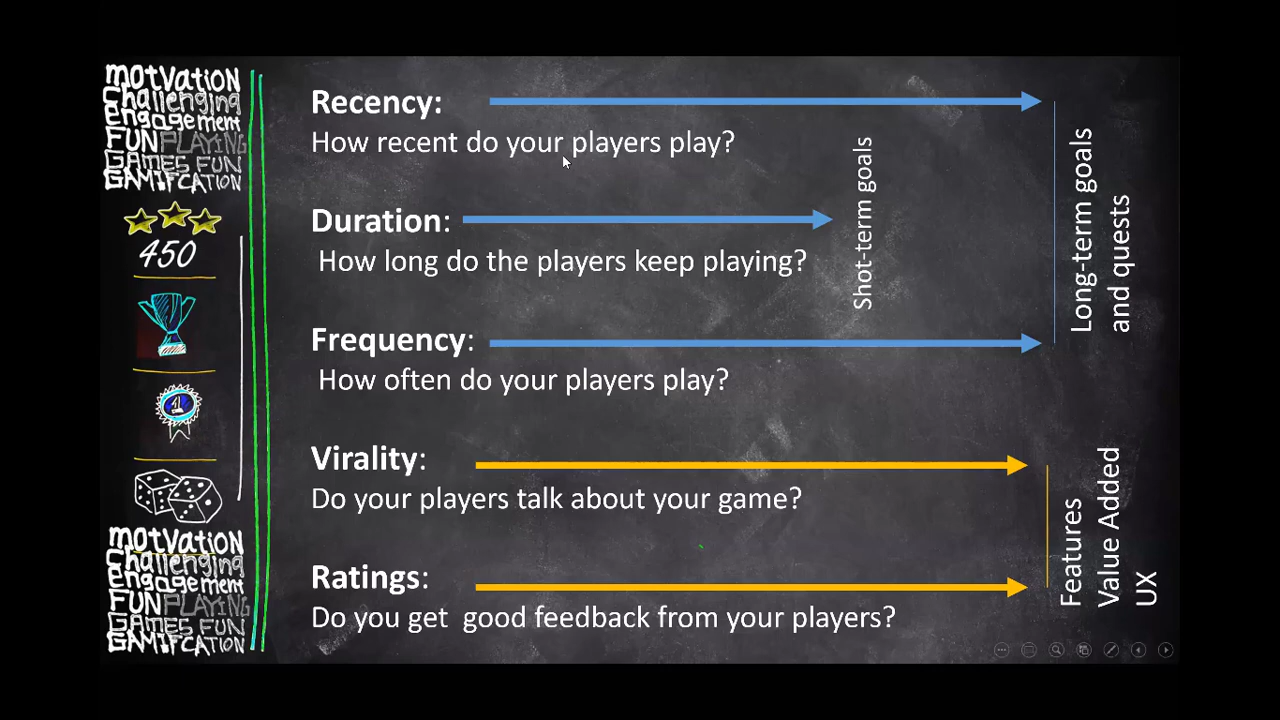 motVatioN
Challenging
Engagement
FUN PLAYING
GAMES FUN
GAMIFCATION
450
1
motVatioN
Challenging
Engagement
FUN PLAYING
GAMES FUN
GAMIFCATION
Recency:
How recent do your players play?
Duration:
How long do the players keep playing?
Frequency:
How often do your players play?
Virality:
Do your players talk about your game?
Ratings:
Do you get  good feedback from your players?
Shot-term goals
Long-term goals
and quests
Features
Value Added
UX